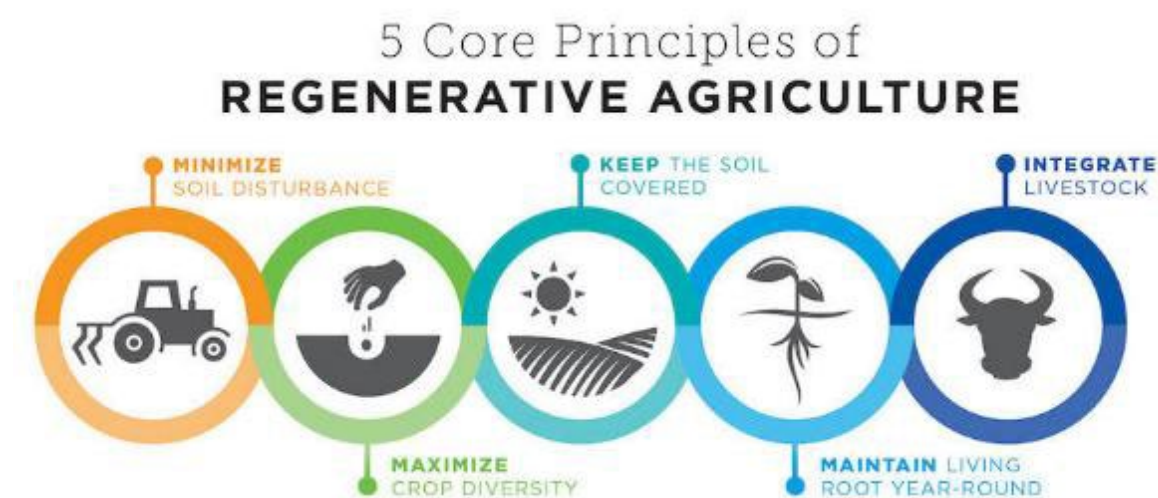 5 Core Principles of
REGENERATIVE AGRICULTURE
MINIMIZE
SOIL DISTURBANCE
MAXIMIZE
CROP DIVERSITY
KEEP THE SOIL
COVERED
MAINTAIN LIVING
ROOT YEAR-ROUND
INTEGRATE
LIVESTOCK